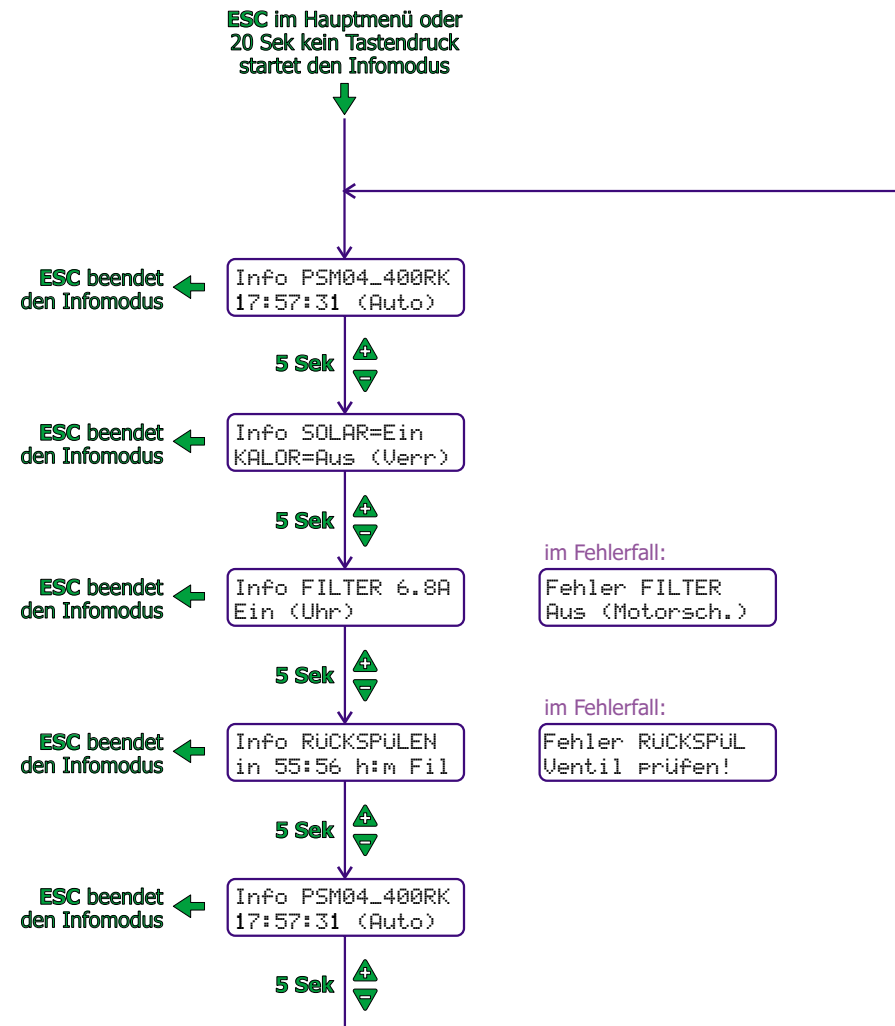 ESC im Hauptmenü oder
20 Sek kein Tastendruck
startet den Infomodus
ESC beendet
den Infomodus
Info PSM04_400RK
17:57:31 (Auto)
5 Sek
ESC beendet
den Infomodus
Info SOLAR=Ein
KALOR=Aus (Verr)
5 Sek
ESC beendet
den Infomodus
Info FILTER 6.8A
Ein (Uhr)
im Fehlerfall:
Fehler FILTER
Aus (Motorsch.)
5 Sek
ESC beendet
den Infomodus
Info RÜCKSPÜLEN
in 55:56 h:m Fil
im Fehlerfall:
Fehler RÜCKSPÜL
Ventil prüfen!
5 Sek
ESC beendet
den Infomodus
Info PSM04_400RK
17:57:31 (Auto)
5 Sek